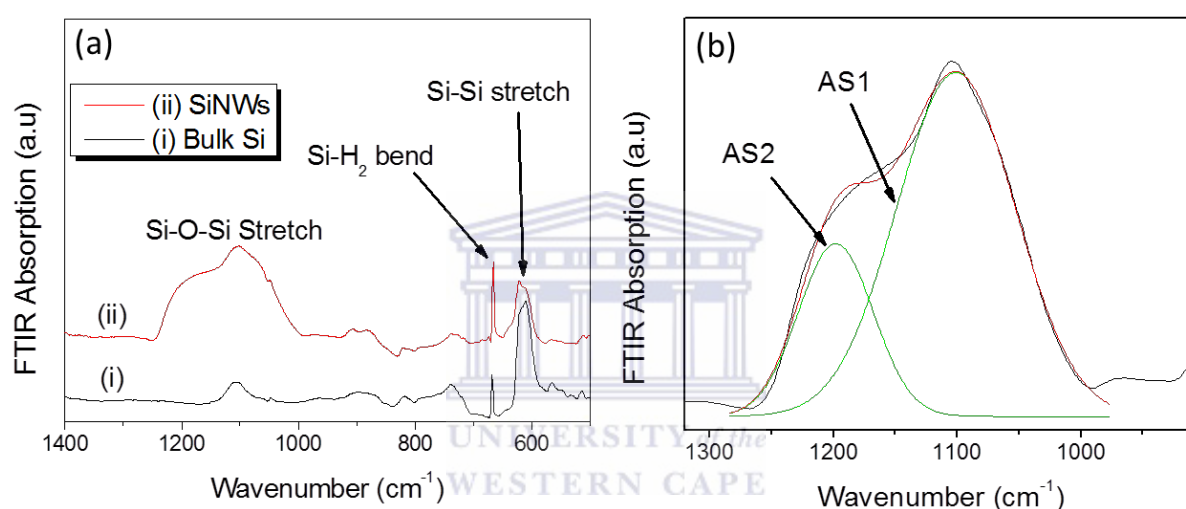 (a)
(ii) SiNWs
(i) Bulk Si
Si-Si stretch
Si-H₂ bend
Si-O-Si Stretch
(ii)
(i)
FTIR Absorption (a.u)
1400 1200 1000 800 600
Wavenumber (cm⁻¹)
(b)
AS1
AS2
FTIR Absorption (a.u)
1300 1200 1100 1000
Wavenumber (cm⁻¹)
UNIVERSITY of the
WESTERN CAPE